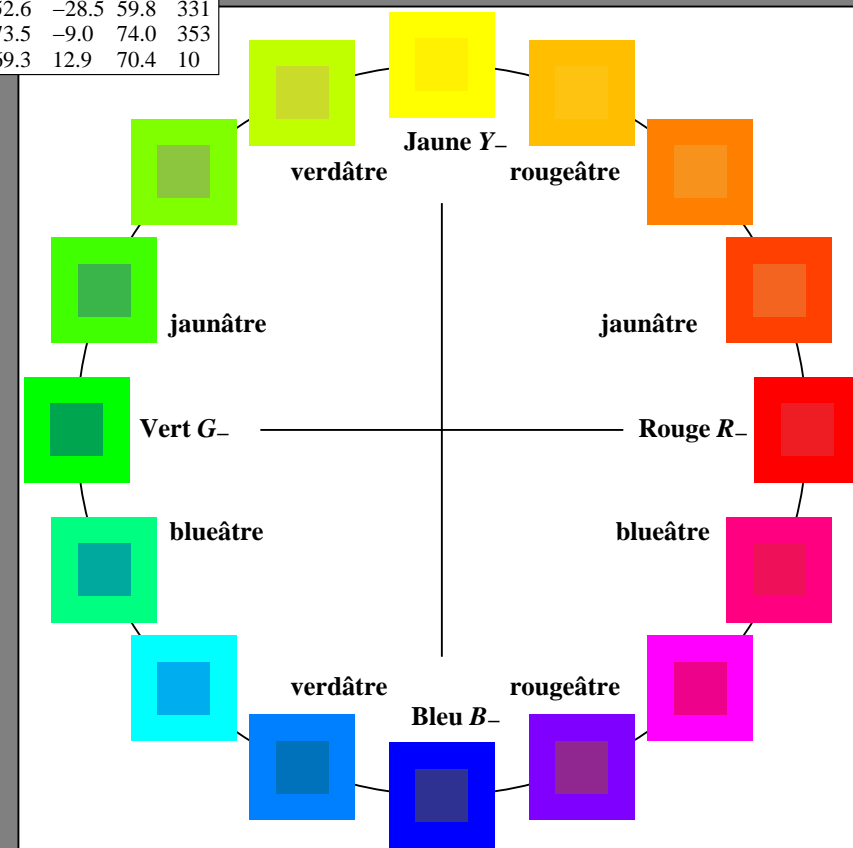 –28.5 59.8 331
–9.0 74.0 353
12.9 70.4 10
Jaune Y–
verdâtre rougeâtre
jaunâtre jaunâtre
Vert G– Rouge R–
blueâtre blueâtre
verdâtre rougeâtre
Bleu B–